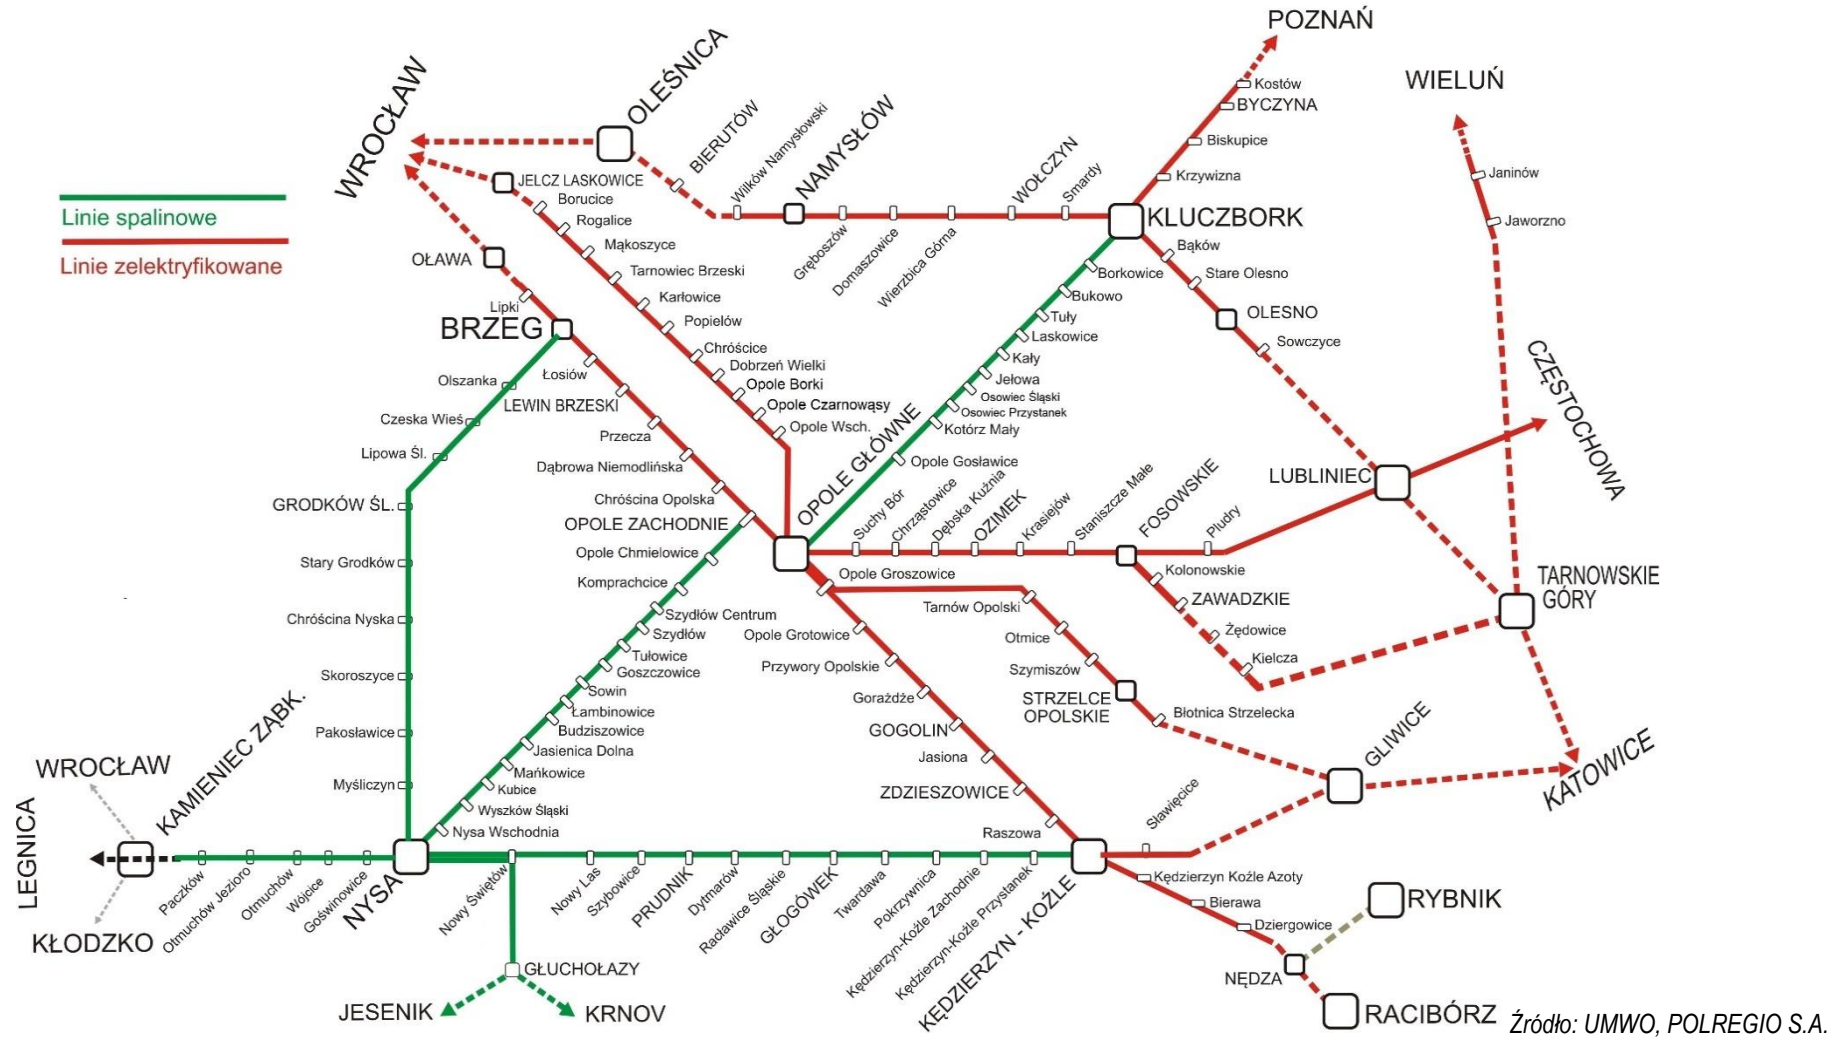 POZNAŃ
WIELUŃ
WROCŁAW
OLEŚNICA
BIERUTÓW
Wilków Namysłowski
NAMYSŁÓW
Gręboszów
Domaszowice
Wierzbica Górna
WOŁCZYN
Smardy
KLUCZBORK
Kostów
BYCZYNA
Biskupice
Krzywizna
Janinów
Jaworzno
Linie spalinowe
Linie zelektryfikowane
JELCZ LASKOWICE
Borucice
Rogalice
Mąkoszyce
Tarnowiec Brzeski
Karłowice
Popielów
Chróścice
Dobrzeń Wielki
Opole Borki
Opole Czarnowąsy
Opole Wsch.
OŁAWA
Lipki
BRZEG
Łosiów
LEWIN BRZESKI
Przecza
Dąbrowa Niemodlińska
Chróścina Opolska
OPOLE ZACHODNIE
Olszanka
Czeska Wieś
Lipowa Śl.
GRODKÓW ŚL.
Stary Grodków
Chróścina Nyska
Skoroszyce
Pakosławice
Myśliczyn
Bąków
Stare Olesno
OLESNO
Sowczyce
Borkowice
Bukowo
Tuły
Laskowice
Kały
Jełowa
Osowiec Śląski
Osowiec Przystanek
Kotórz Mały
Opole Gosławice
OPOLE GŁÓWNE
CZĘSTOCHOWA
LUBLINIEC
Suchy Bór
Chrząstowice
Dębska Kuźnia
OZIMEK
Krasiejów
Staniszcze Małe
FOSOWSKIE
Pludry
Kolonowskie
ZAWADZKIE
Żędowice
Kielcza
TARNOWSKIE
GÓRY
Opole Chmielowice
Komprachcice
Szydłów Centrum
Szydłów
Tułowice
Goszczowice
Sowin
Łambinowice
Budziszowice
Jasienica Dolna
Mańkowice
Kubice
Wyszków Śląski
Nysa Wschodnia
Opole Groszowice
Tarnów Opolski
Otmice
Szymiszów
STRZELCE
OPOLSKIE
Błotnica Strzelecka
Opole Grotowice
Przywory Opolskie
Gorażdże
GOGOLIN
Jasiona
ZDZIESZOWICE
Raszowa
GLIWICE
KATOWICE
Sławięcice
WROCŁAW
KAMIENIEC ZĄBK.
LEGNICA
KŁODZKO
Paczków
Otmuchów Jezioro
Otmuchów
Wójcice
Goświnowice
NYSA
Nowy Świętów
Nowy Las
Szybowice
PRUDNIK
Dytmarów
Racławice Śląskie
GŁOGÓWEK
Twardawa
Pokrzywnica
Kędzierzyn-Koźle Zachodnie
Kędzierzyn-Koźle Przystanek
KĘDZIERZYN - KOŹLE
Kędzierzyn Koźle Azoty
Bierawa
Dziergowice
RYBNIK
NĘDZA
RACIBÓRZ
GŁUCHOŁAZY
JESENIK
KRNOV
Źródło: UMWO, POLREGIO S.A.